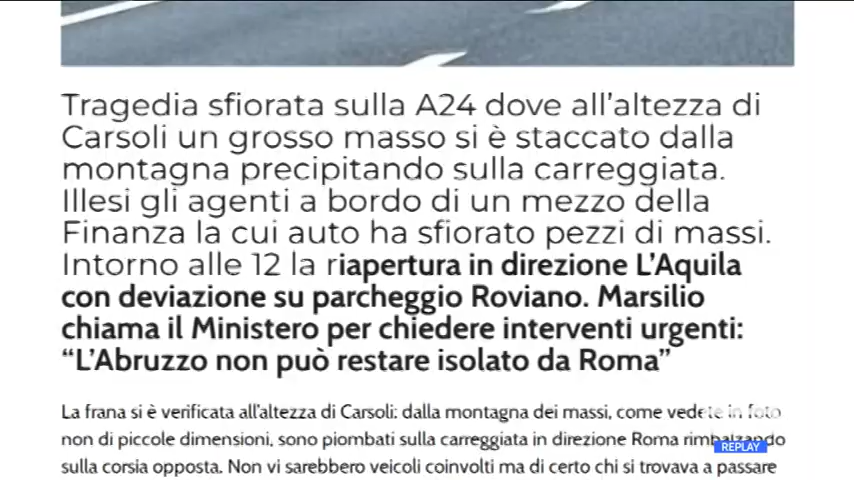 Tragedia sfiorata sulla A24 dove all'altezza di
Carsoli un grosso masso si è staccato dalla
montagna precipitando sulla carreggiata.
Illesi gli agenti a bordo di un mezzo della
Finanza la cui auto ha sfiorato pezzi di massi.
Intorno alle 12 la riapertura in direzione L'Aquila
con deviazione su parcheggio Roviano. Marsilio
chiama il Ministero per chiedere interventi urgenti:
“L'Abruzzo non può restare isolato da Roma”
La frana si è verificata all'altezza di Carsoli: dalla montagna dei massi, come vedete in foto
non di piccole dimensioni, sono piombati sulla carreggiata in direzione Roma rimbalzando
REPLAY
sulla corsia opposta. Non vi sarebbero veicoli coinvolti ma di certo chi si trovava a passare